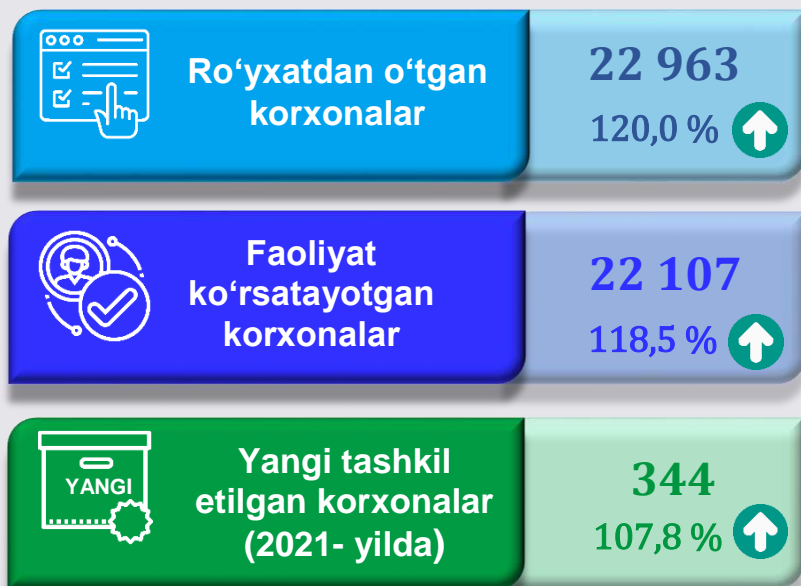 Ro‘yxatdan o‘tgan
korxonalar
22 963
120,0 %
Faoliyat
ko‘rsatayotgan
korxonalar
22 107
118,5 %
YANGI
Yangi tashkil
etilgan korxonalar
(2021- yilda)
344
107,8 %